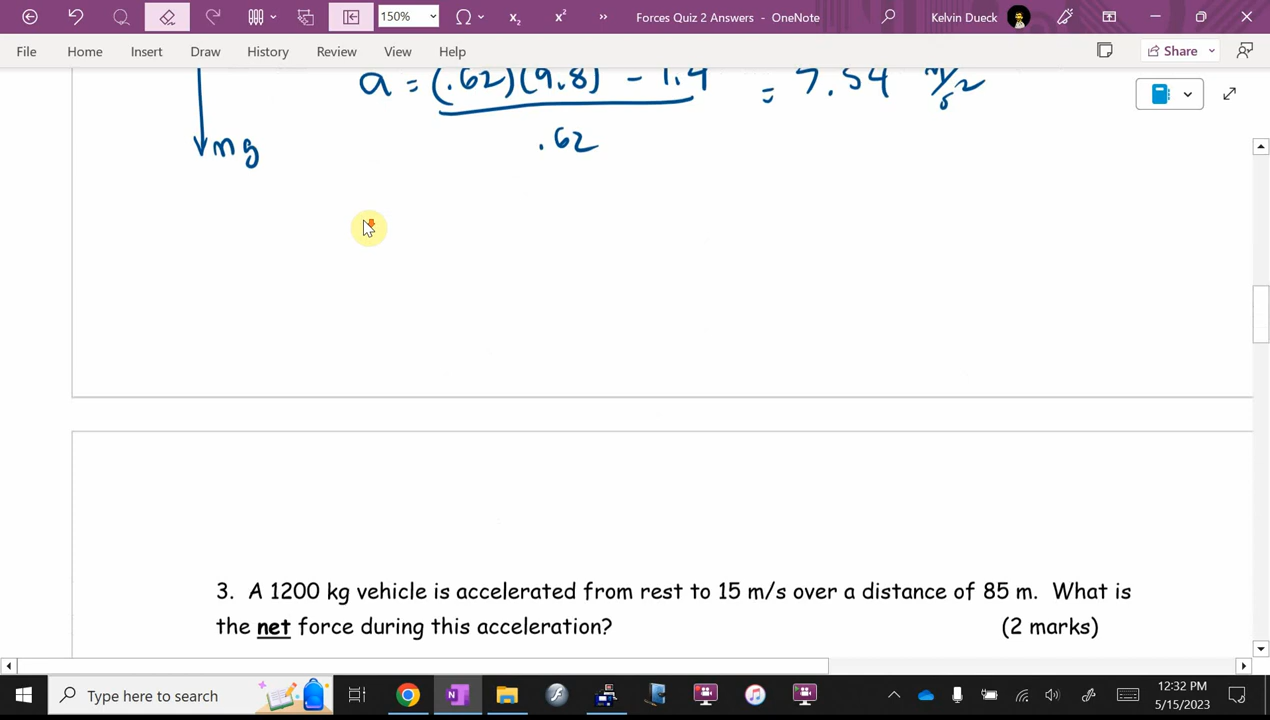 150%
Forces Quiz 2 Answers - OneNote
Kelvin Dueck
File Home Insert Draw History Review View Help
Share
a = (.62)(9.8) - 1.4 = 7.54 m/s2
.62
mg
3. A 1200 kg vehicle is accelerated from rest to 15 m/s over a distance of 85 m. What is
the net force during this acceleration? (2 marks)
Type here to search
12:32 PM
5/15/2023